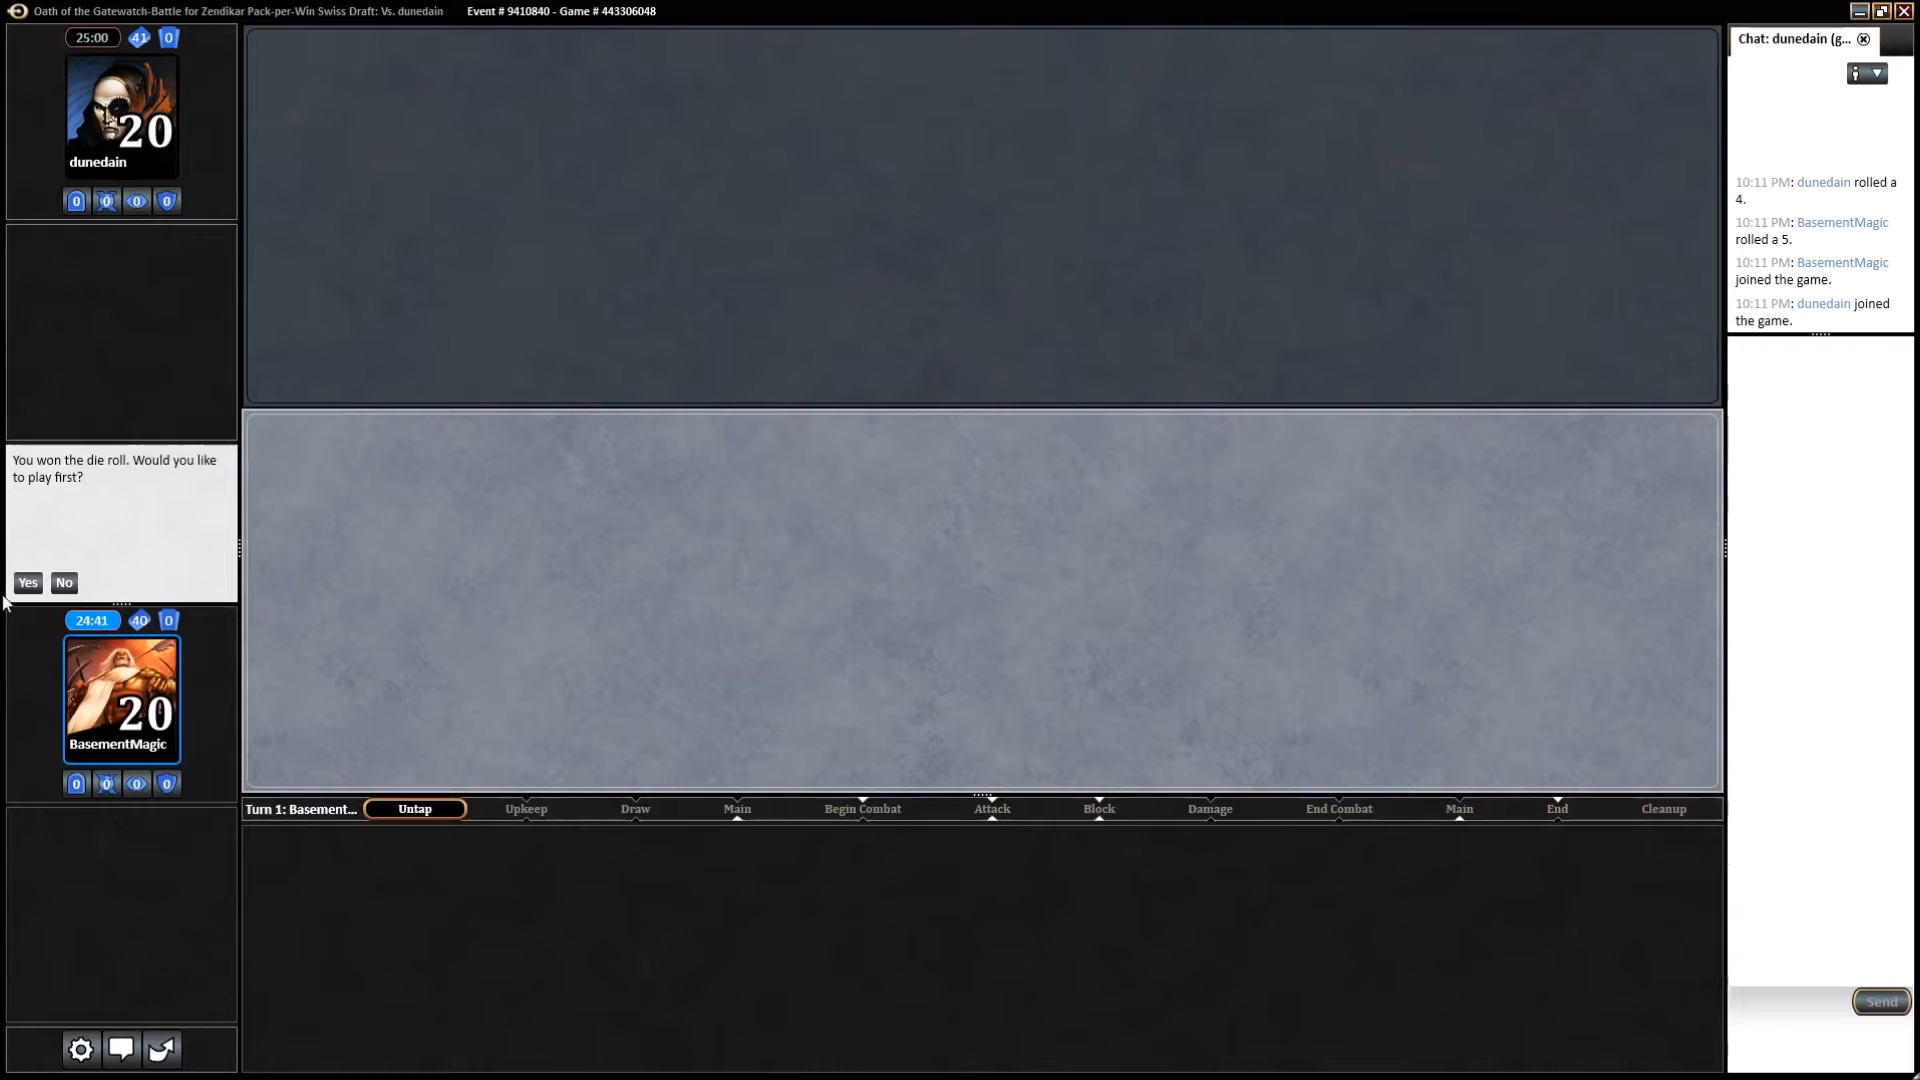 Oath of the Gatewatch-Battle for Zendikar Pack-per-Win Swiss Draft: Vs. dunedain
Event # 9410840 - Game # 443306048
25:00
41
0
20
dunedain
0
0
0
0
You won the die roll. Would you like
to play first?
Yes
No
24:41
40
0
20
BasementMagic
0
0
0
0
Turn 1: Basement...
Untap
Upkeep
Draw
Main
Begin Combat
Attack
Block
Damage
End Combat
Main
End
Cleanup
Chat: dunedain (g...
10:11 PM: dunedain rolled a
4.
10:11 PM: BasementMagic
rolled a 5.
10:11 PM: BasementMagic
joined the game.
10:11 PM: dunedain joined
the game.
Send